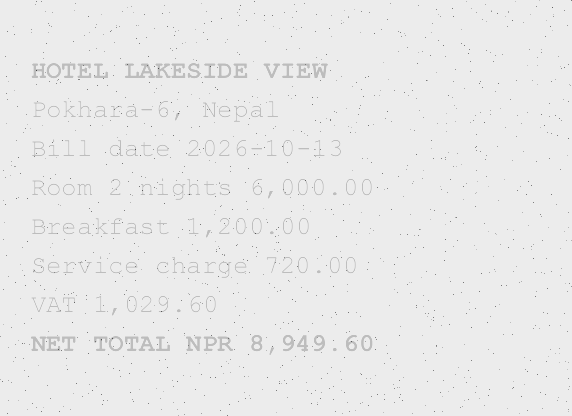 HOTEL LAKESIDE VIEW
Pokhara-6, Nepal
Bill date 2026-10-13
Room 2 nights 6,000.00
Breakfast 1,200.00
Service charge 720.00
VAT 1,029.60
NET TOTAL NPR 8,949.60